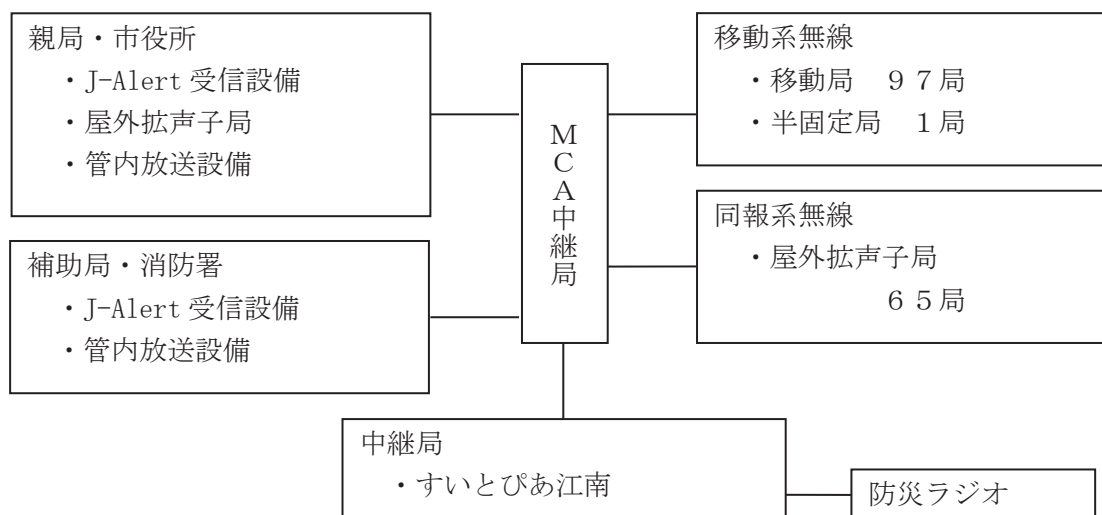 親局・市役所
・J-Alert 受信設備
・屋外拡声子局
・管内放送設備
補助局・消防署
・J-Alert 受信設備
・管内放送設備
ＭＣＡ中継局
移動系無線
・移動局　９７局
・半固定局　１局
同報系無線
・屋外拡声子局
６５局
中継局
・すいとぴあ江南
防災ラジオ